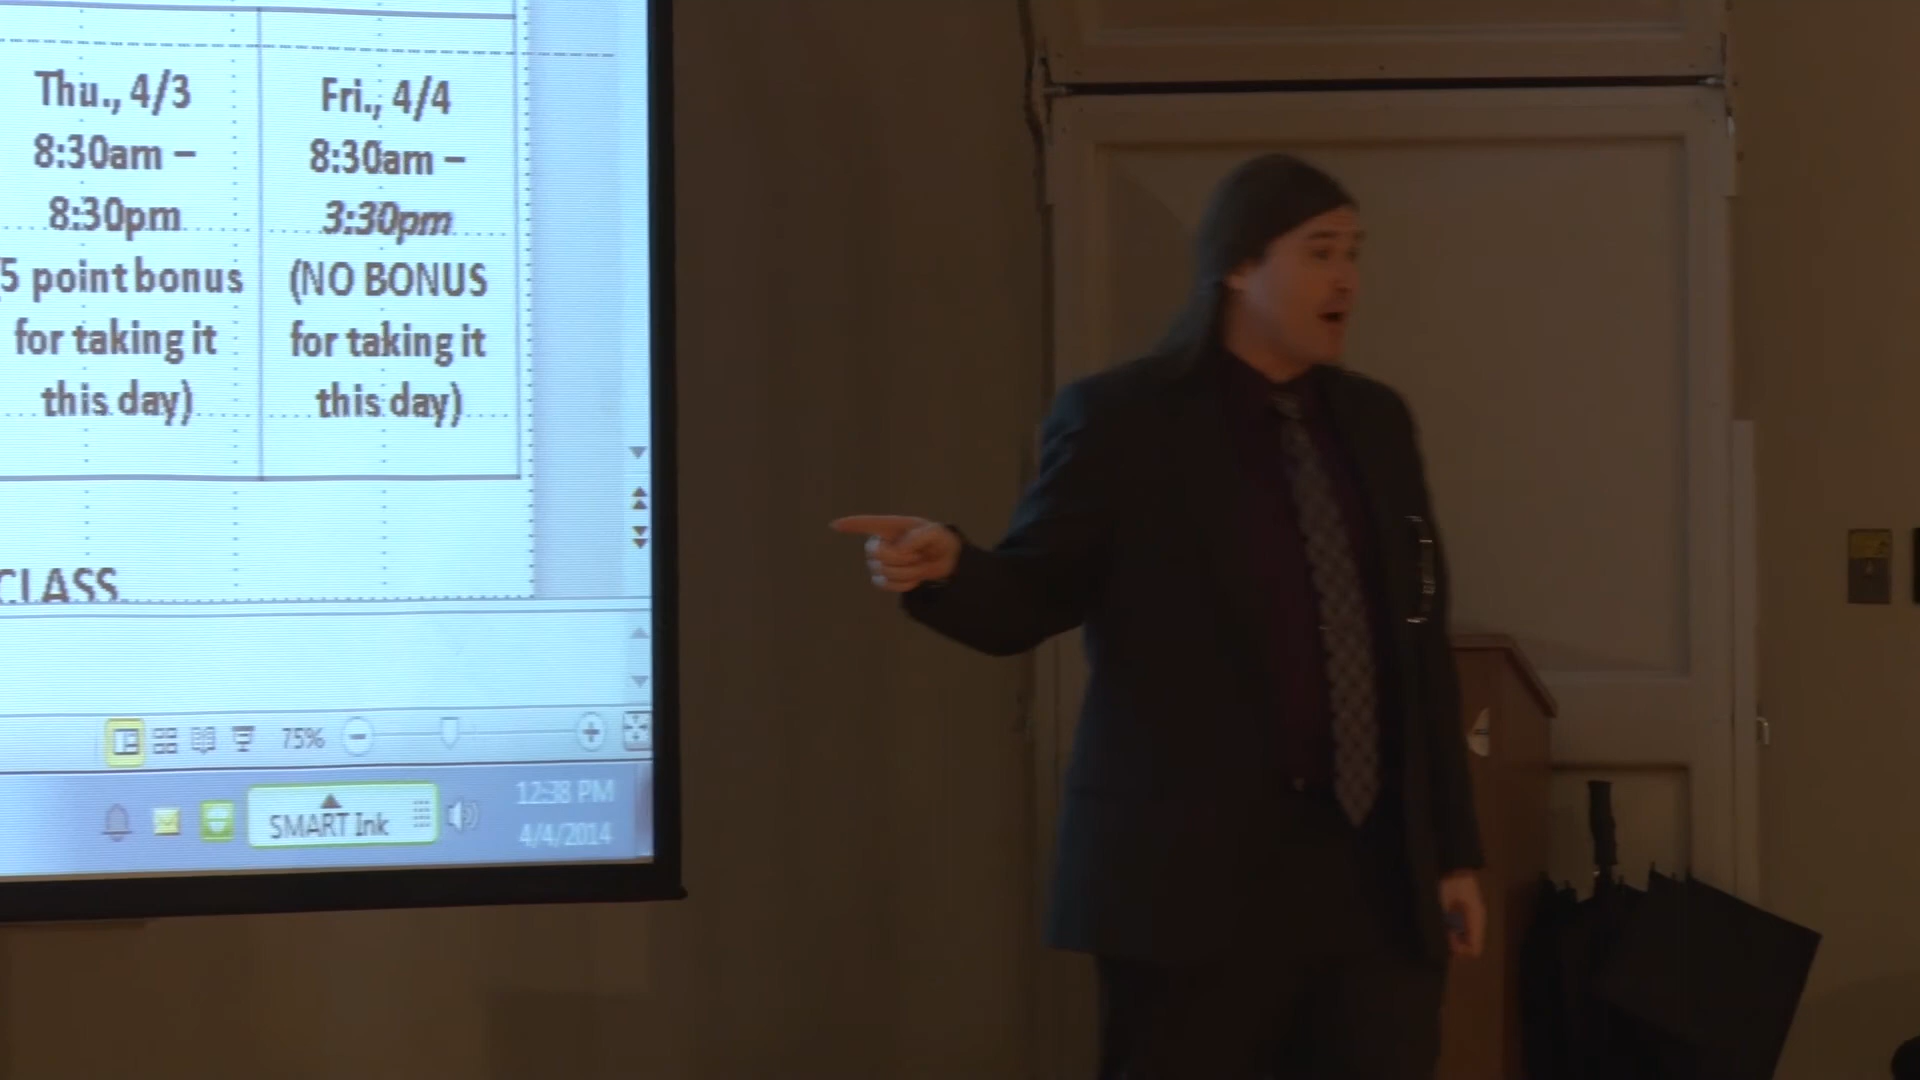 Thu., 4/3
8:30am –
8:30pm
5 point bonus
for taking it
this day)
Fri., 4/4
8:30am –
3:30pm
(NO BONUS
for taking it
this day)
CLASS
75%
SMART Ink
12:38 PM
4/4/2014